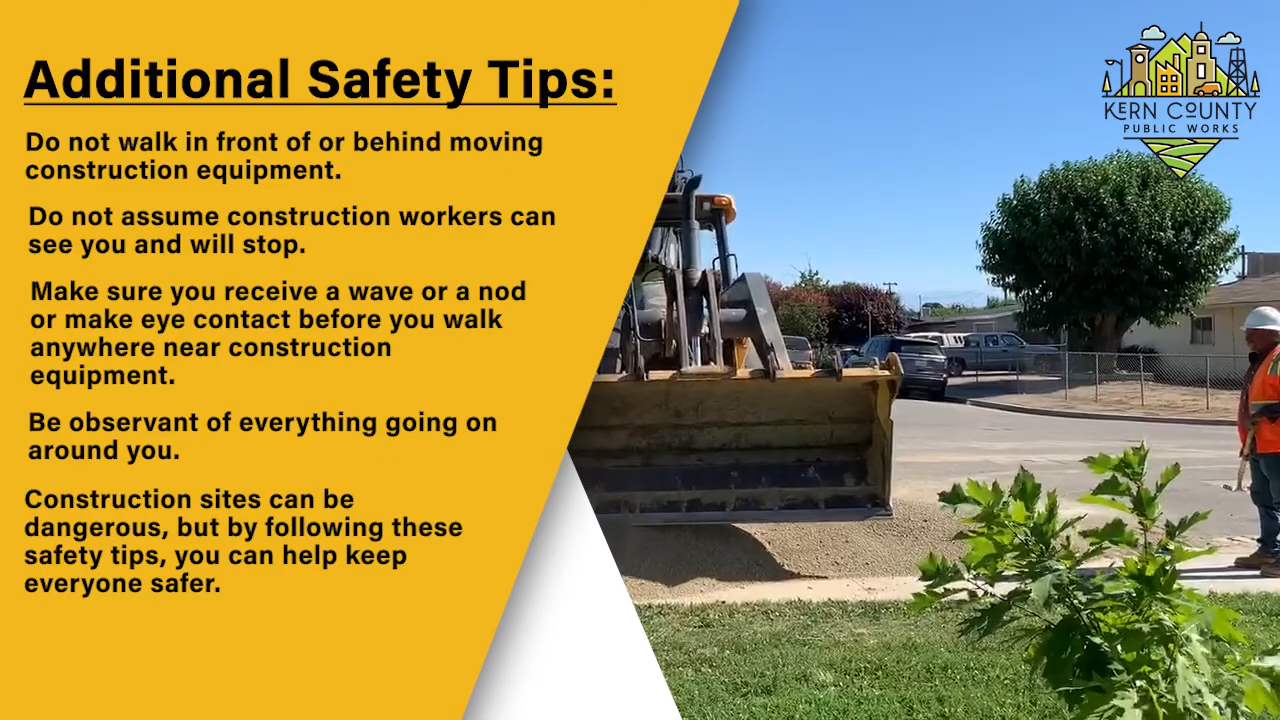 Additional Safety Tips:
Do not walk in front of or behind moving
construction equipment.
Do not assume construction workers can
see you and will stop.
Make sure you receive a wave or a nod
or make eye contact before you walk
anywhere near construction
equipment.
Be observant of everything going on
around you.
Construction sites can be
dangerous, but by following these
safety tips, you can help keep
everyone safer.
KERN COUNTY
PUBLIC WORKS